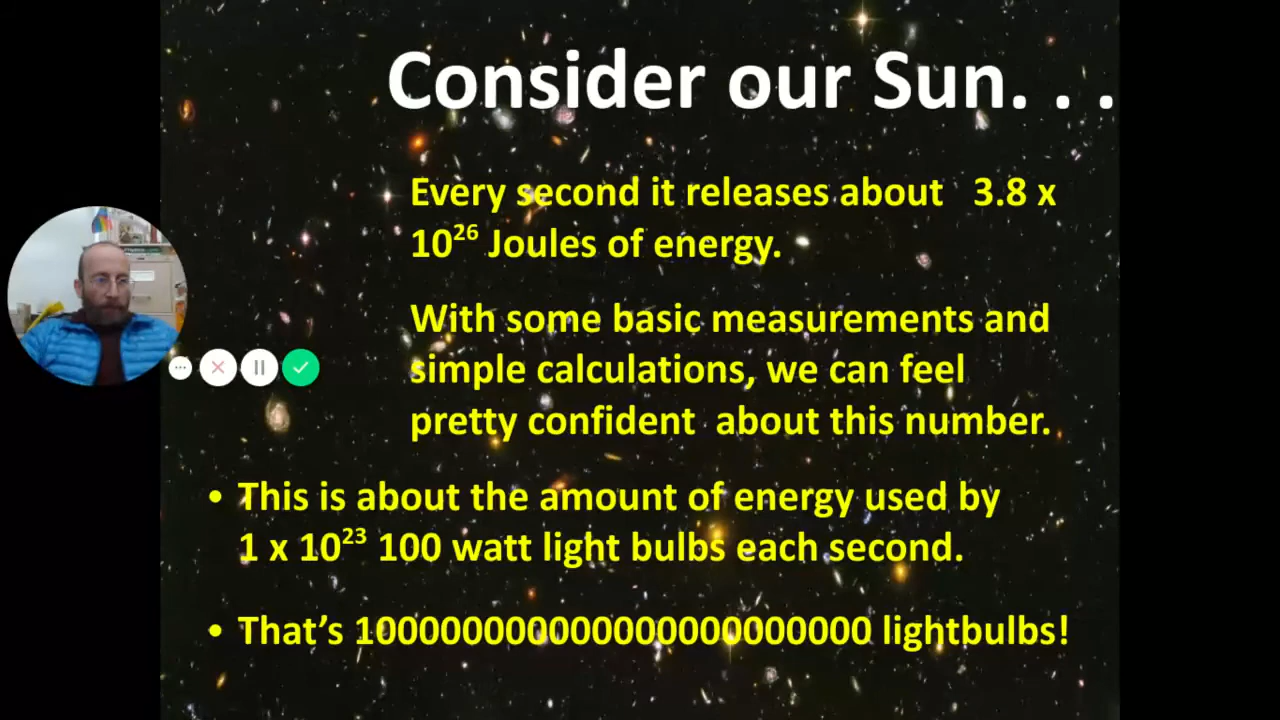 Consider our Sun. . .
Every second it releases about 3.8 x
10²⁶ Joules of energy.
With some basic measurements and
simple calculations, we can feel
pretty confident about this number.
• This is about the amount of energy used by
1 x 10²³ 100 watt light bulbs each second.
• That’s 100000000000000000000000 lightbulbs!